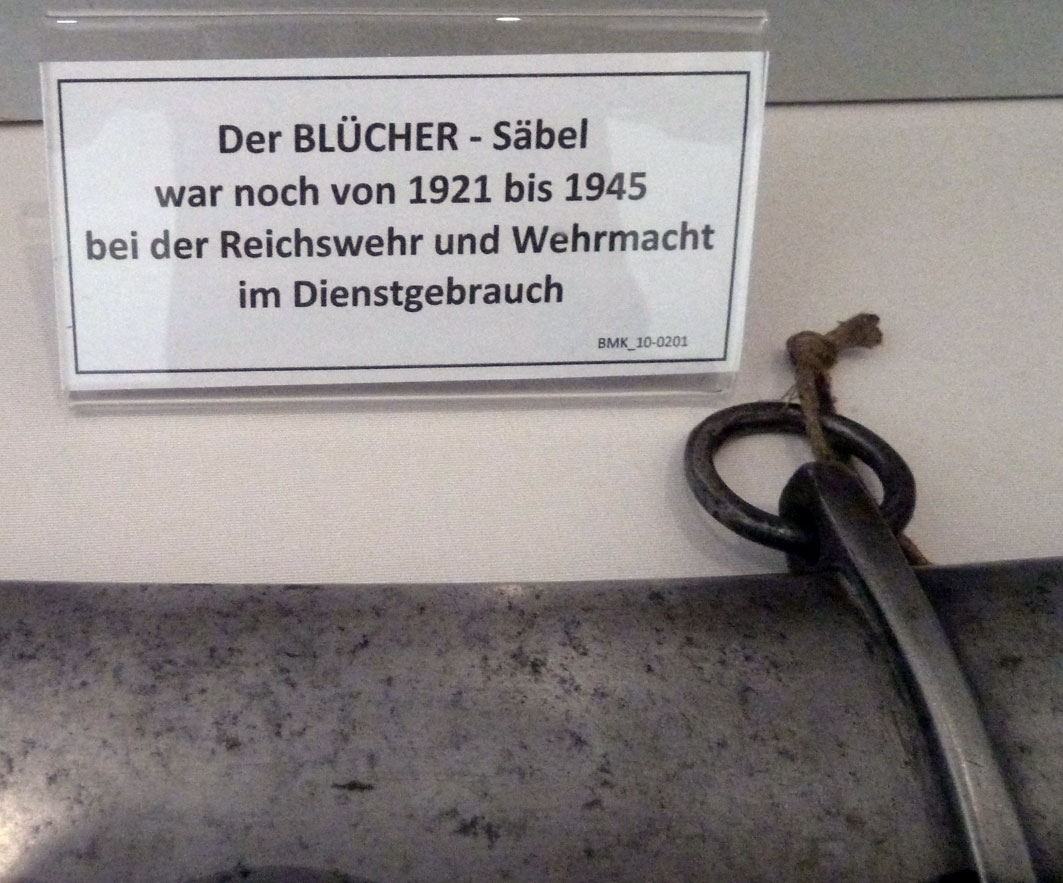 Der BLÜCHER - Säbel
war noch von 1921 bis 1945
bei der Reichswehr und Wehrmacht
im Dienstgebrauch
BMK_10-0201